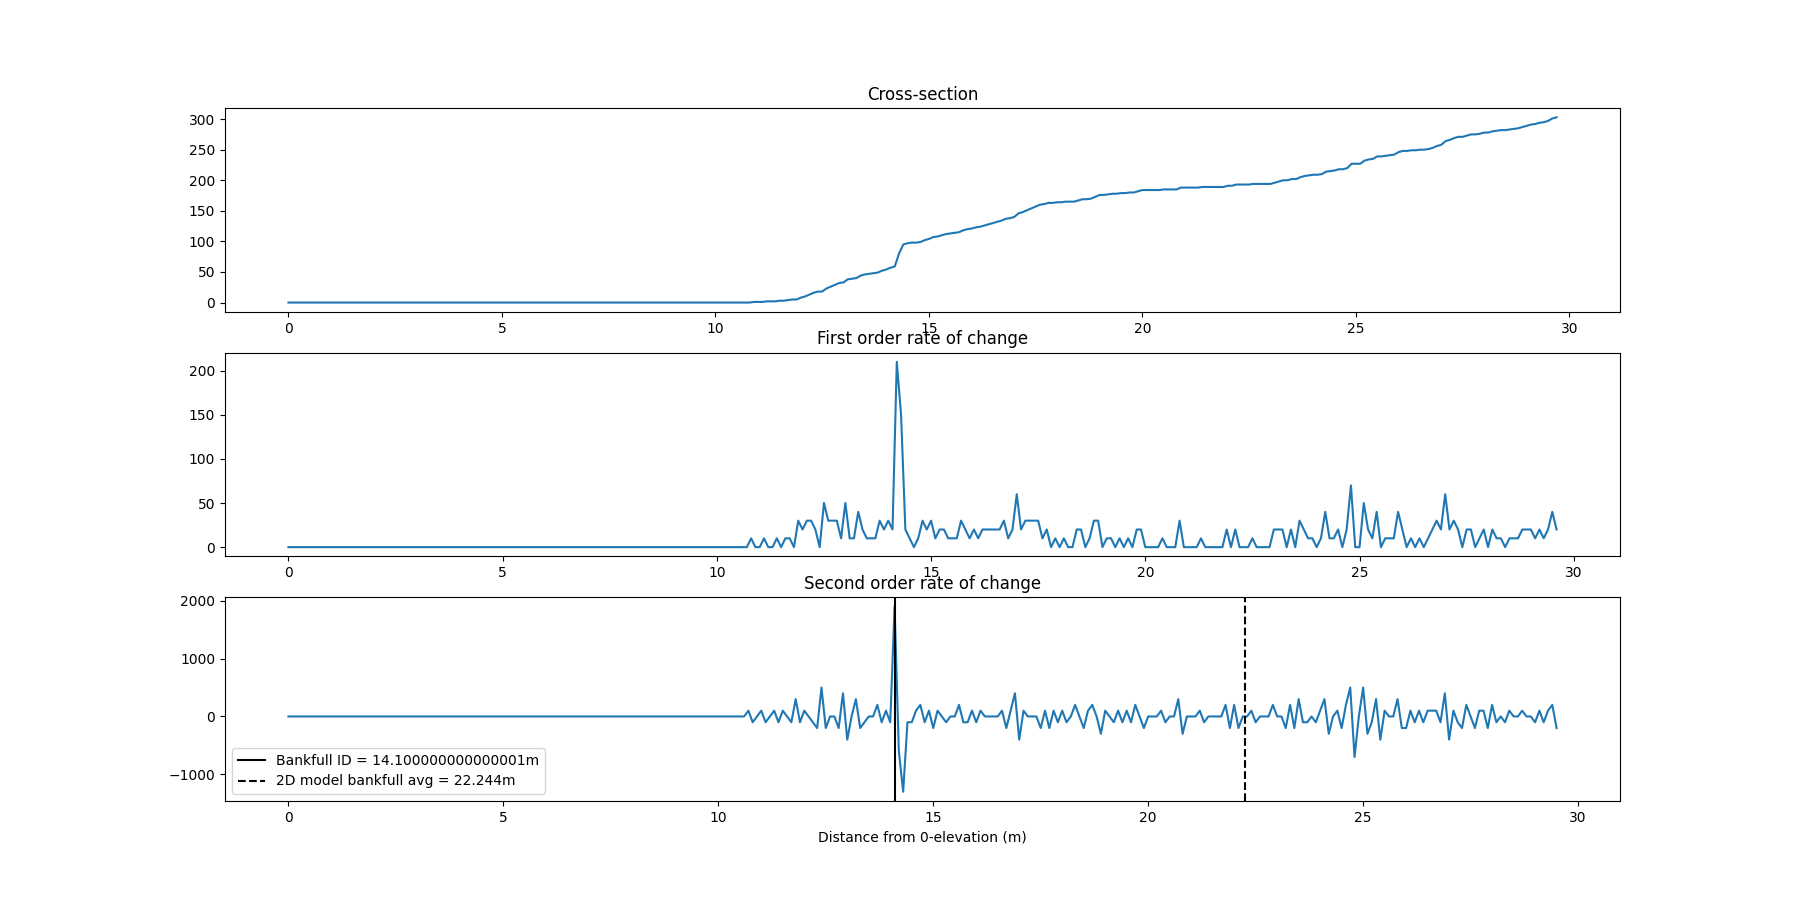 Cross-section
300
250
200
150
100
50
0
0 5 10 15 20 25 30
First order rate of change
200
150
100
50
0
0 5 10 15 20 25 30
Second order rate of change
2000
1000
0
−1000
Bankfull ID = 14.100000000000001m
2D model bankfull avg = 22.244m
0 5 10 15 20 25 30
Distance from 0-elevation (m)